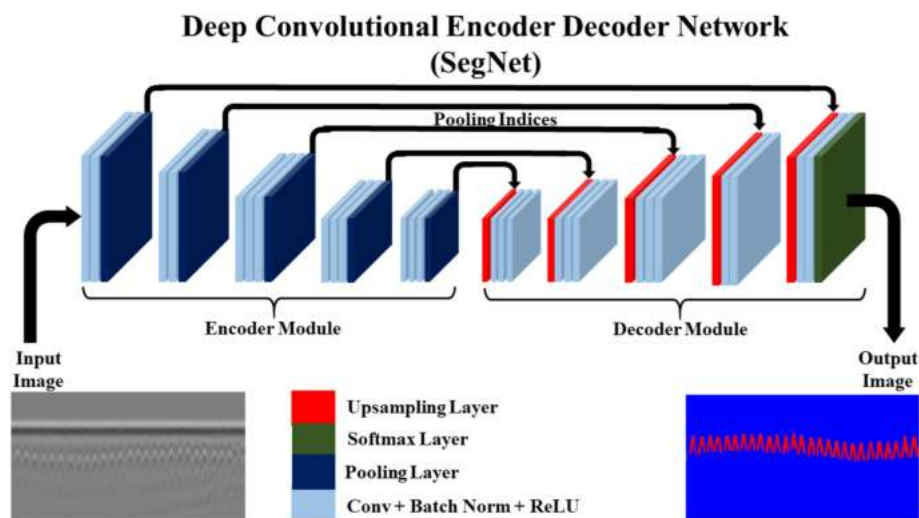 Deep Convolutional Encoder Decoder Network
(SegNet)
Pooling Indices
Encoder Module
Decoder Module
Input
Image
Output
Image
Upsampling Layer
Softmax Layer
Pooling Layer
Conv + Batch Norm + ReLU